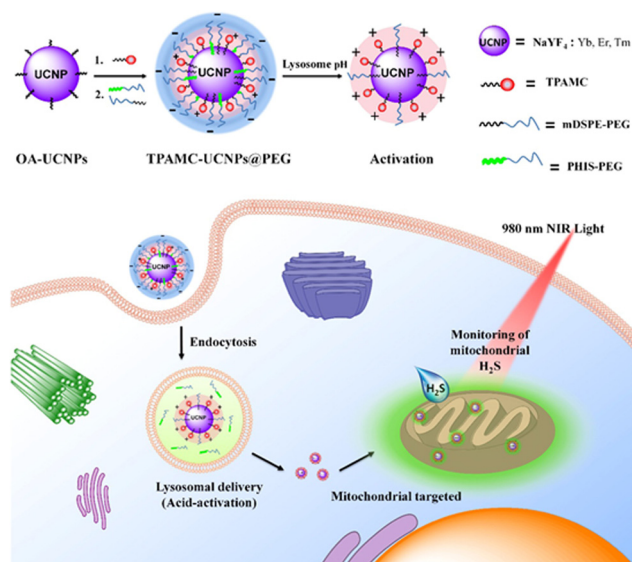 1.
2.
UCNP
OA-UCNPs
UCNP
TPAMC-UCNPs@PEG
Lysosome pH
UCNP
Activation
UCNP = NaYF₄ : Yb, Er, Tm
= TPAMC
= mDSPE-PEG
= PHIS-PEG
980 nm NIR Light
UCNP
Endocytosis
Monitoring of
mitochondrial
H₂S
H₂S
UCNP
Lysosomal delivery
(Acid-activation)
Mitochondrial targeted